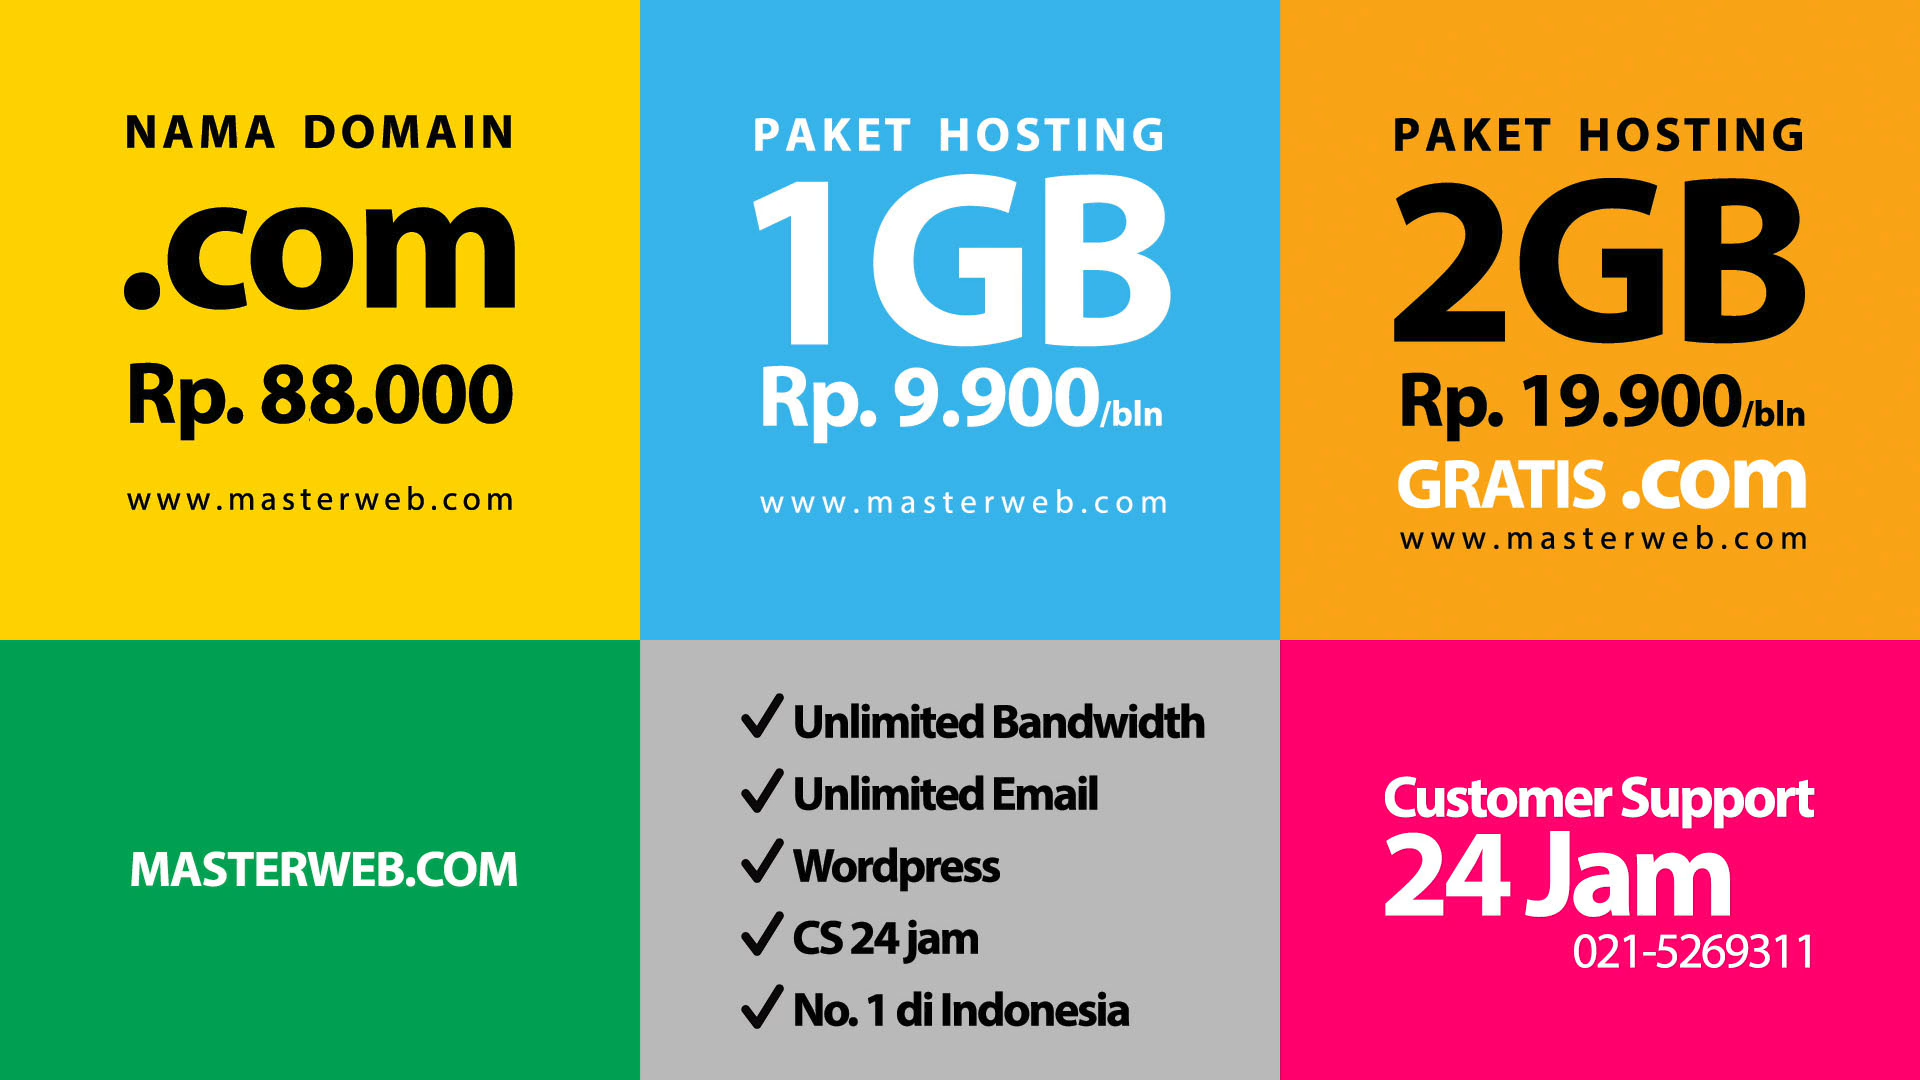 NAMA DOMAIN
.com
Rp. 88.000
www.masterweb.com
PAKET HOSTING
1GB
Rp. 9.900/bln
www.masterweb.com
PAKET HOSTING
2GB
Rp. 19.900/bln
GRATIS .com
www.masterweb.com
MASTERWEB.COM
✓ Unlimited Bandwidth
✓ Unlimited Email
✓ Wordpress
✓ CS 24 jam
✓ No. 1 di Indonesia
Customer Support
24 Jam
021-5269311